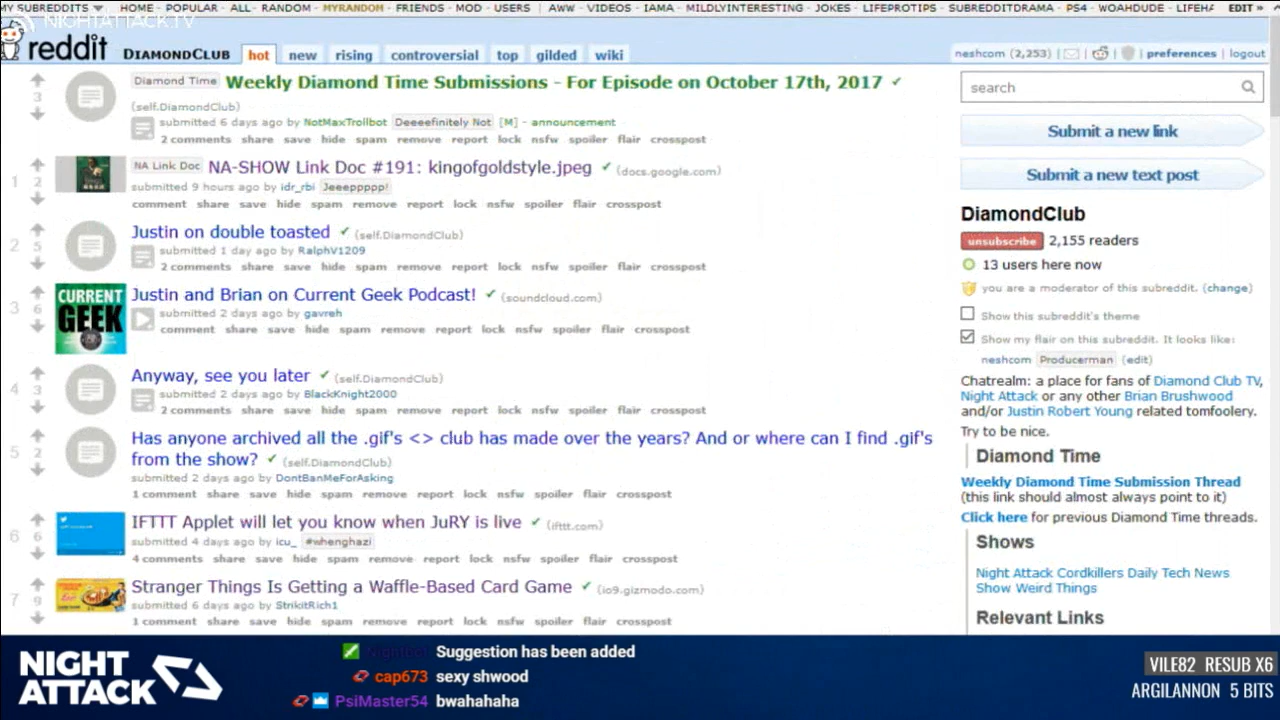 MY SUBREDDITS HOME - POPULAR - ALL - RANDOM - MYRANDOM - FRIENDS - MOD - USERS | AWW - VIDEOS - IAMA - MILDLYINTERESTING - JOKES - LIFEPROTIPS - SUBREDDITDRAMA - PS4 - WOAHDUDE - LIFEHA EDIT »
NIGHTATTACK.TV
reddit DIAMONDCLUB hot new rising controversial top gilded wiki
neshcom (2,253) | | | | preferences | logout
3
Diamond Time Weekly Diamond Time Submissions - For Episode on October 17th, 2017 ✔
(self.DiamondClub)
submitted 6 days ago by NotMaxTrollbot Deeeefinitely Not [M] - announcement
2 comments share save hide spam remove report lock nsfw spoiler flair crosspost
1 2
NA Link Doc NA-SHOW Link Doc #191: kingofgoldstyle.jpeg ✔ (docs.google.com)
submitted 9 hours ago by idr_rbi Jeeeppppp!
comment share save hide spam remove report lock nsfw spoiler flair crosspost
2 5
Justin on double toasted ✔ (self.DiamondClub)
submitted 1 day ago by RalphV1209
2 comments share save hide spam remove report lock nsfw spoiler flair crosspost
3 6
CURRENT GEEK
Justin and Brian on Current Geek Podcast! ✔ (soundcloud.com)
submitted 2 days ago by gavreh
comment share save hide spam remove report lock nsfw spoiler flair crosspost
4 3
Anyway, see you later ✔ (self.DiamondClub)
submitted 2 days ago by BlackKnight2000
2 comments share save hide spam remove report lock nsfw spoiler flair crosspost
5 2
Has anyone archived all the .gif's <> club has made over the years? And or where can I find .gif's
from the show? ✔ (self.DiamondClub)
submitted 2 days ago by DontBanMeForAsking
1 comment share save hide spam remove report lock nsfw spoiler flair crosspost
6 6
IFTTT Applet will let you know when JuRY is live ✔ (ifttt.com)
submitted 4 days ago by icu_ #whenghazi
4 comments share save hide spam remove report lock nsfw spoiler flair crosspost
7 9
Stranger Things Is Getting a Waffle-Based Card Game ✔ (io9.gizmodo.com)
submitted 6 days ago by StrikitRich1
1 comment share save hide spam remove report lock nsfw spoiler flair crosspost
search
Submit a new link
Submit a new text post
DiamondClub
unsubscribe 2,155 readers
13 users here now
you are a moderator of this subreddit. (change)
Show this subreddit's theme
Show my flair on this subreddit. It looks like:
neshcom Producerman (edit)
Chatrealm: a place for fans of Diamond Club TV,
Night Attack or any other Brian Brushwood
and/or Justin Robert Young related tomfoolery.
Try to be nice.
Diamond Time
Weekly Diamond Time Submission Thread
(this link should almost always point to it)
Click here for previous Diamond Time threads.
Shows
Night Attack Cordkillers Daily Tech News
Show Weird Things
Relevant Links
NIGHT
ATTACK
Nightbot Suggestion has been added
cap673 sexy shwood
PsiMaster54 bwahahaha
VILE82 RESUB X6
ARGILANNON 5 BITS